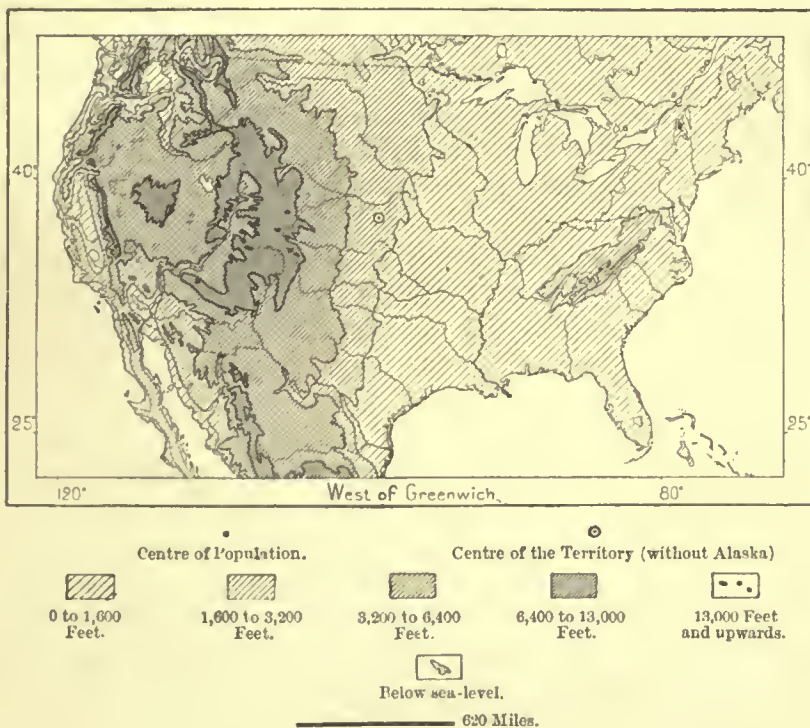 40° 40°
25° 25°
120° West of Greenwich. 80°
Centre of Population. Centre of the Territory (without Alaska)
0 to 1,600 1,600 to 3,200 3,200 to 6,400 6,400 to 13,000 13,000 Feet
Feet. Feet. Feet. Feet. and upwards.
Below sea-level.
620 Miles.